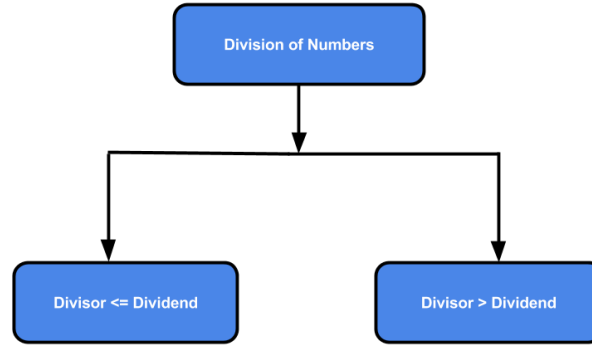 Division of Numbers
Divisor <= Dividend
Divisor > Dividend